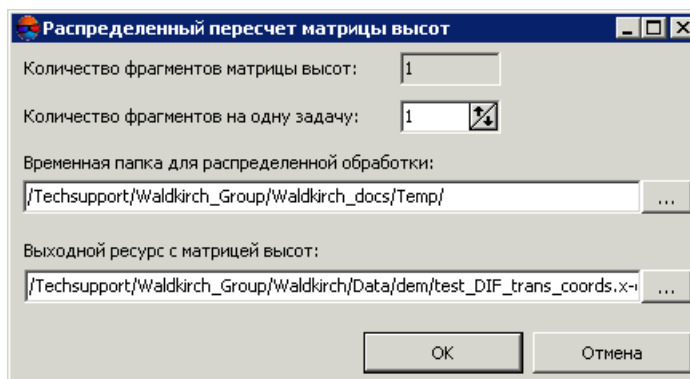 Распределенный пересчет матрицы высот
Количество фрагментов матрицы высот: 1
Количество фрагментов на одну задачу: 1
Временная папка для распределенной обработки:
/Techsupport/Waldkirch_Group/Waldkirch_docs/Temp/ ...
Выходной ресурс с матрицей высот:
/Techsupport/Waldkirch_Group/Waldkirch/Data/dem/test_DIF_trans_coords.x- ...
OK Отмена